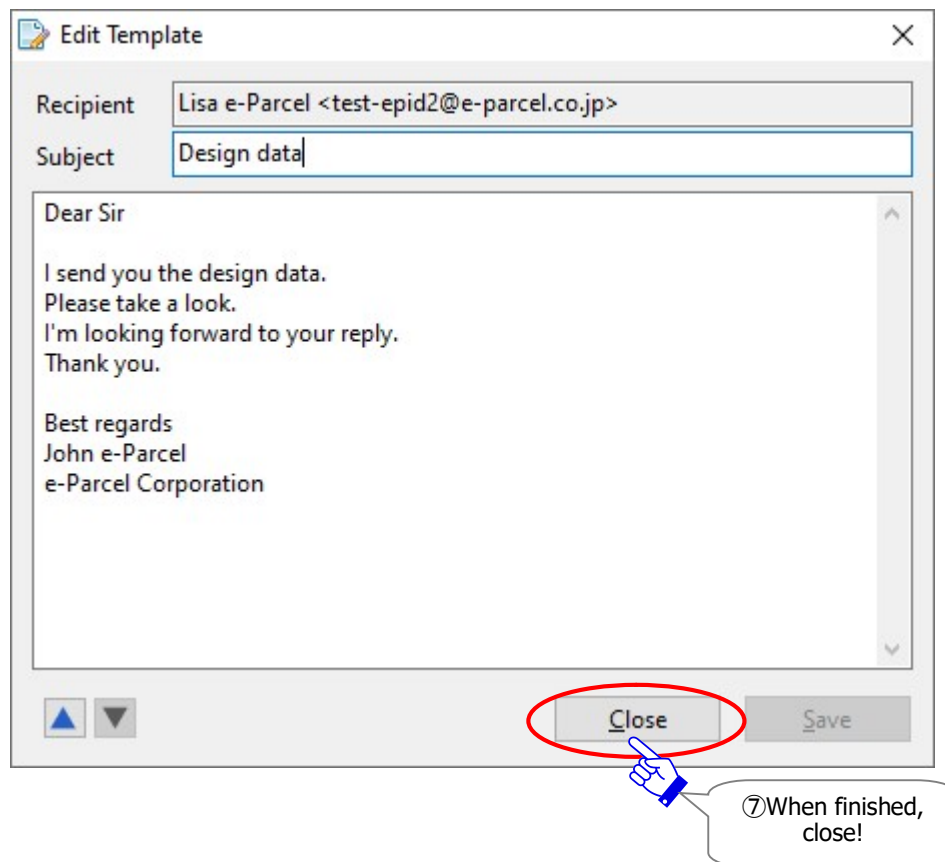 Edit Template
Recipient
Lisa e-Parcel <test-epid2@e-parcel.co.jp>
Subject
Design data
Dear Sir
I send you the design data.
Please take a look.
I'm looking forward to your reply.
Thank you.
Best regards
John e-Parcel
e-Parcel Corporation
Close
Save
⑦When finished,
close!